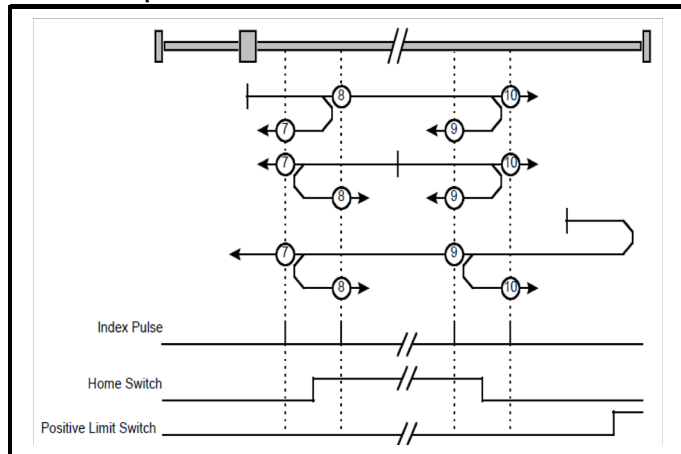 8 10
7 9
7 10
8 9
7 9
8 10
Index Pulse
Home Switch
Positive Limit Switch